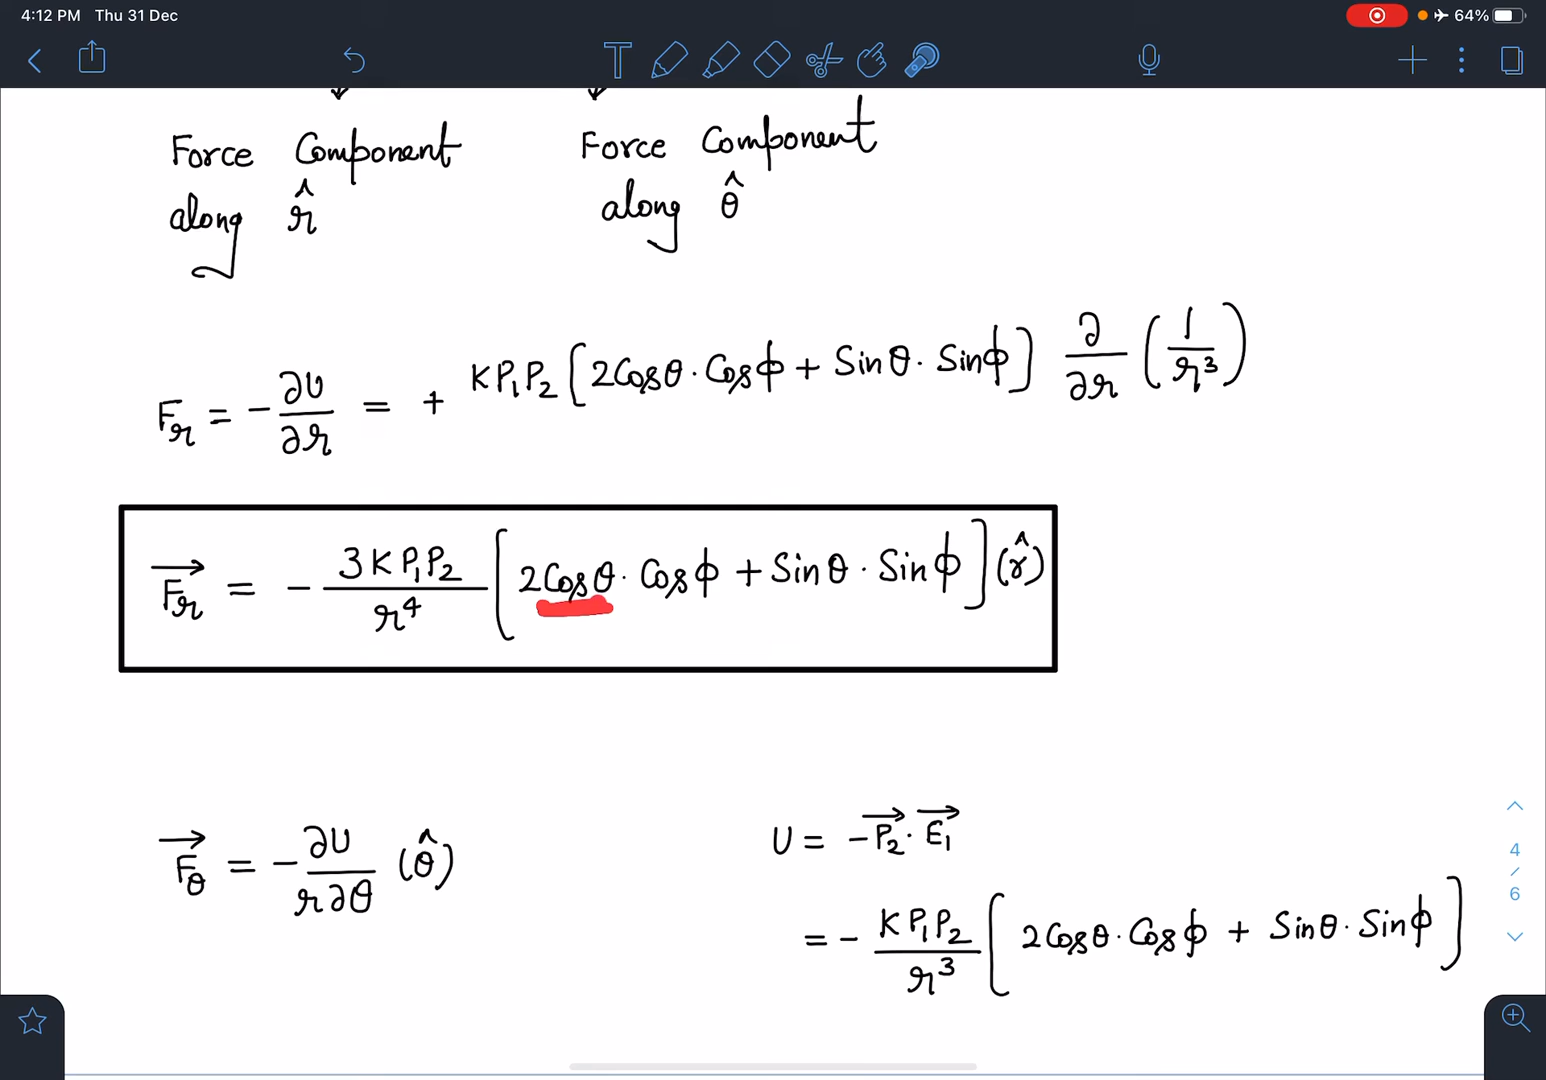 4:12 PM Thu 31 Dec
64%
Force Component along r̂
Force Component along θ̂
F_r = -∂U/∂r = + KP₁P₂ [2Cosθ · Cosϕ + Sinθ · Sinϕ] ∂/∂r (1/r³)
F⃗_r = - 3KP₁P₂/r⁴ [2Cosθ · Cosϕ + Sinθ · Sinϕ] (r̂)
F⃗_θ = -∂U/r∂θ (θ̂)
U = -P⃗₂ · E⃗₁
= - KP₁P₂/r³ [2Cosθ · Cosϕ + Sinθ · Sinϕ]
4
/
6